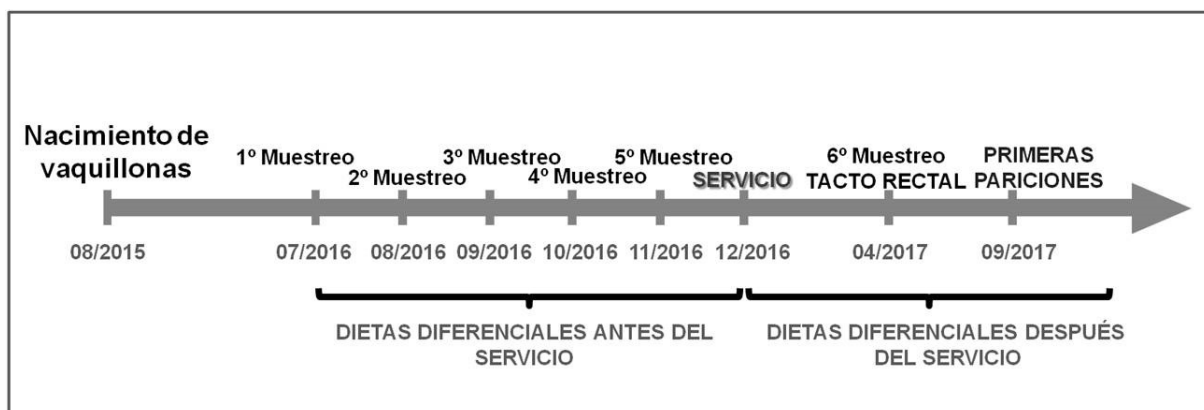 Nacimiento de
vaquillonas
1º Muestreo
2º Muestreo
3º Muestreo
4º Muestreo
5º Muestreo
SERVICIO
6º Muestreo
TACTO RECTAL
PRIMERAS
PARICIONES
08/2015
07/2016
08/2016
09/2016
10/2016
11/2016
12/2016
04/2017
09/2017
DIETAS DIFERENCIALES ANTES DEL
SERVICIO
DIETAS DIFERENCIALES DESPUÉS
DEL SERVICIO